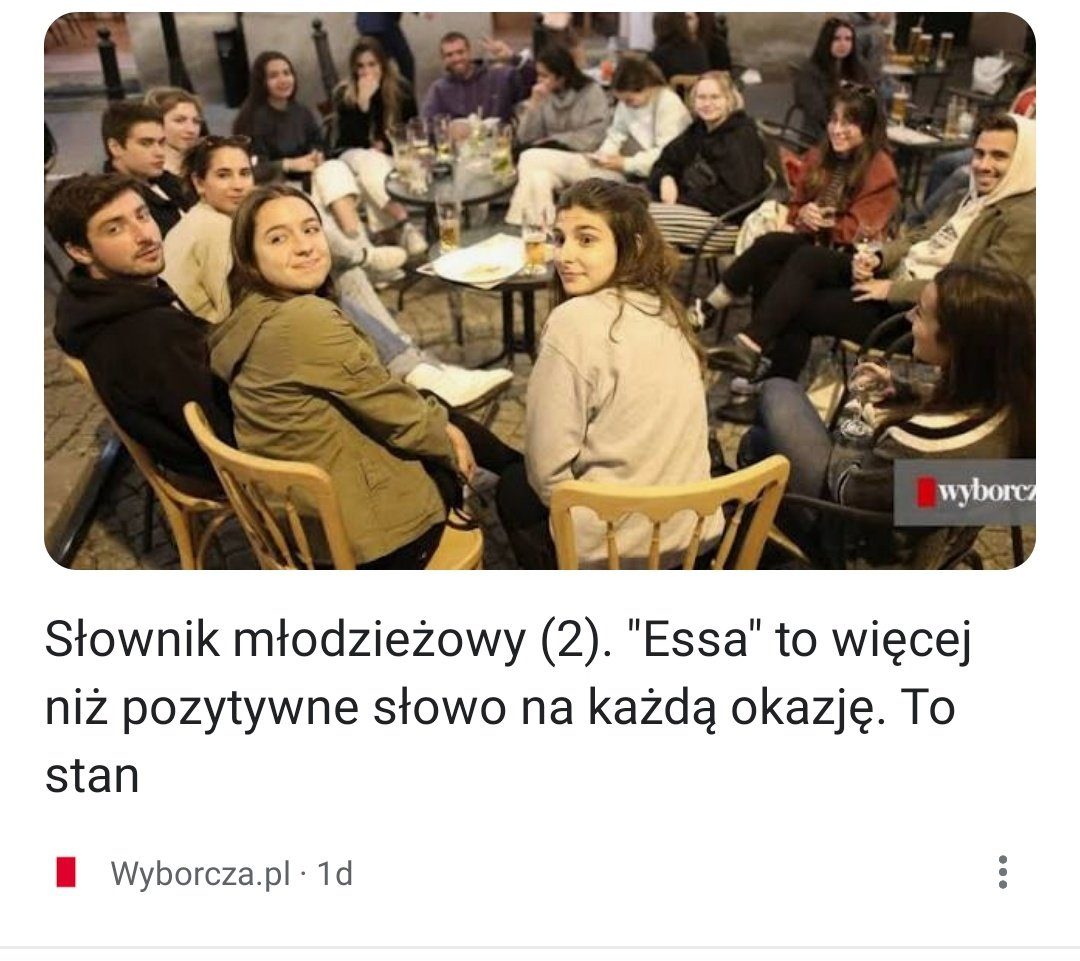 wyborcz
Słownik młodzieżowy (2). "Essa" to więcej
niż pozytywne słowo na każdą okazję. To
stan
Wyborcza.pl · 1d